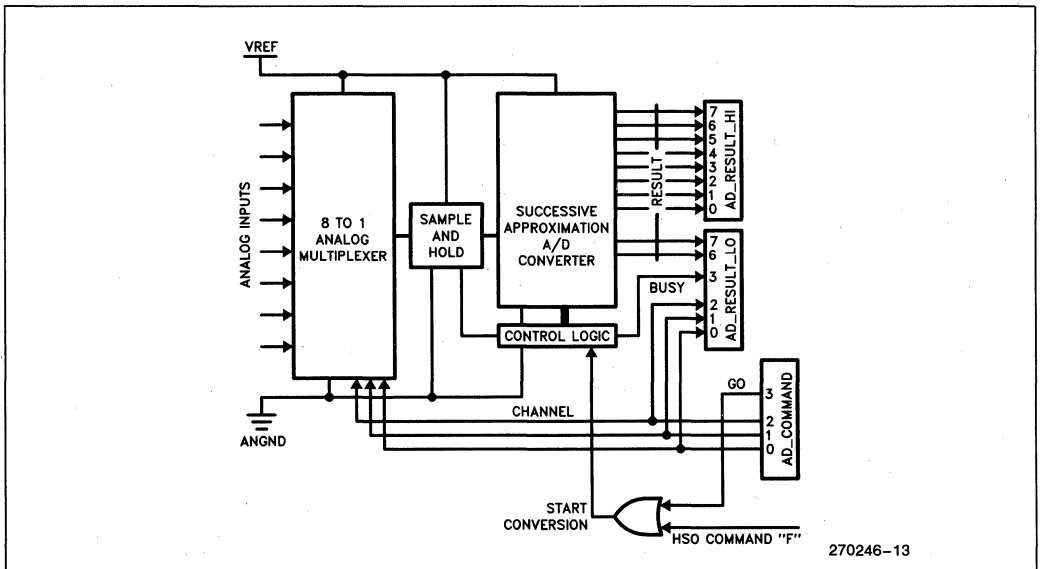 VREF
ANALOG INPUTS
8 TO 1
ANALOG
MULTIPLEXER
SAMPLE
AND
HOLD
SUCCESSIVE
APPROXIMATION
A/D
CONVERTER
CONTROL LOGIC
RESULT
7
6
5
4
3
2
1
0
AD_RESULT_HI
7
6
3
2
1
0
AD_RESULT_LO
BUSY
GO
3
2
1
0
AD_COMMAND
CHANNEL
ANGND
START
CONVERSION
HSO COMMAND "F"
270246-13